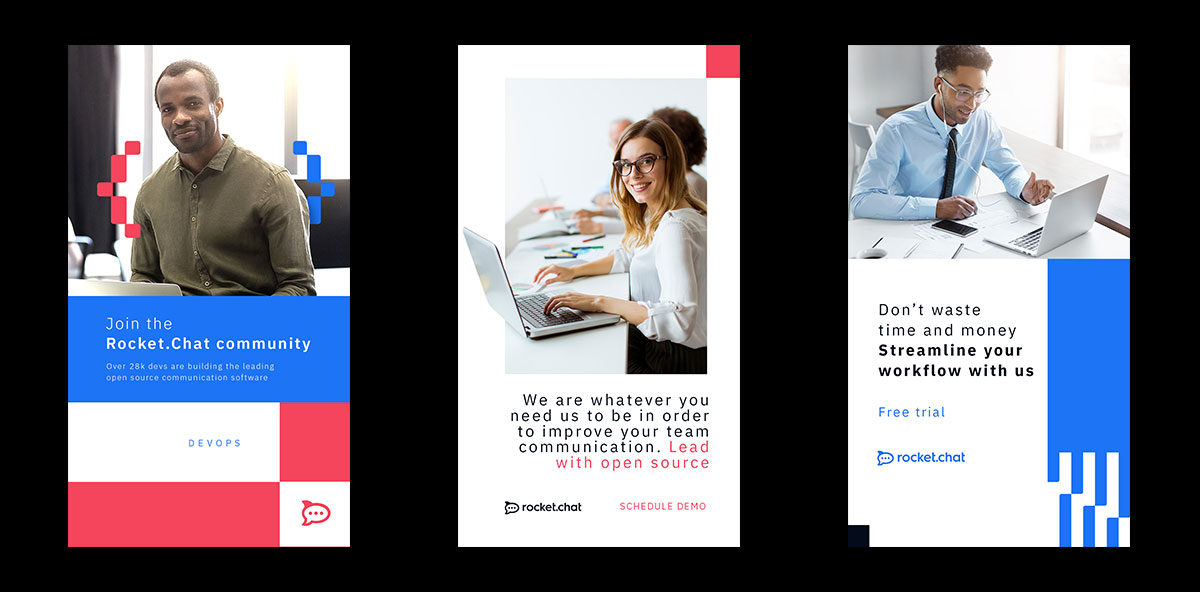 Join the
Rocket.Chat community
Over 28k devs are building the leading
open source communication software
DEVOPS
We are whatever you
need us to be in order
to improve your team
communication. Lead
with open source
rocket.chat
SCHEDULE DEMO
Don’t waste
time and money
Streamline your
workflow with us
Free trial
rocket.chat